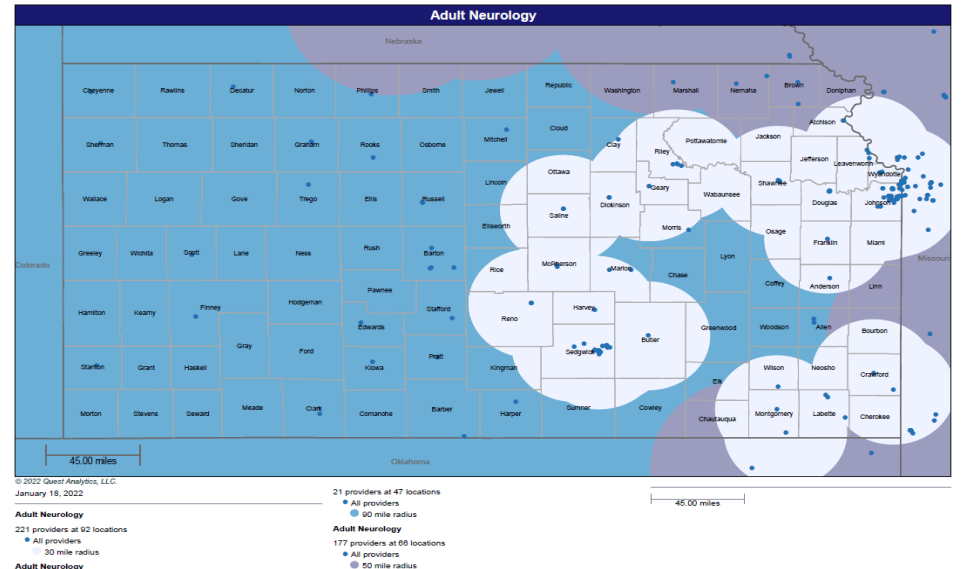 Adult Neurology
Nebraska
Cheyenne Rawlins Decatur Norton Phillips Smith Jewell Republic Washington Marshall Nemaha Brown Doniphan
Sherman Thomas Sheridan Graham Rooks Osborne Mitchell Cloud Clay Riley Pottawatomie Jackson Atchison
Jefferson Leavenworth
Wallace Logan Gove Trego Ellis Russell Lincoln Ottawa Geary Wabaunsee Shawnee Wyandotte
Saline Dickinson Douglas Johnson
Ellsworth Morris Osage
Greeley Wichita Scott Lane Ness Rush Barton Rice McPherson Marion Chase Lyon Franklin Miami
Colorado Missouri
Hamilton Kearny Finney Hodgeman Pawnee Stafford Reno Harvey Coffey Anderson Linn
Gray Ford Edwards Sedgwick Butler Greenwood Woodson Allen Bourbon
Stanton Grant Haskell Kiowa Pratt Kingman Elk Wilson Neosho Crawford
Morton Stevens Seward Meade Clark Comanche Barber Harper Sumner Cowley Chautauqua Montgomery Labette Cherokee
45.00 miles
Oklahoma
© 2022 Quest Analytics, LLC.
January 18, 2022
Adult Neurology
221 providers at 92 locations
All providers
30 mile radius
Adult Neurology
21 providers at 47 locations
All providers
90 mile radius
Adult Neurology
177 providers at 66 locations
All providers
50 mile radius
45.00 miles